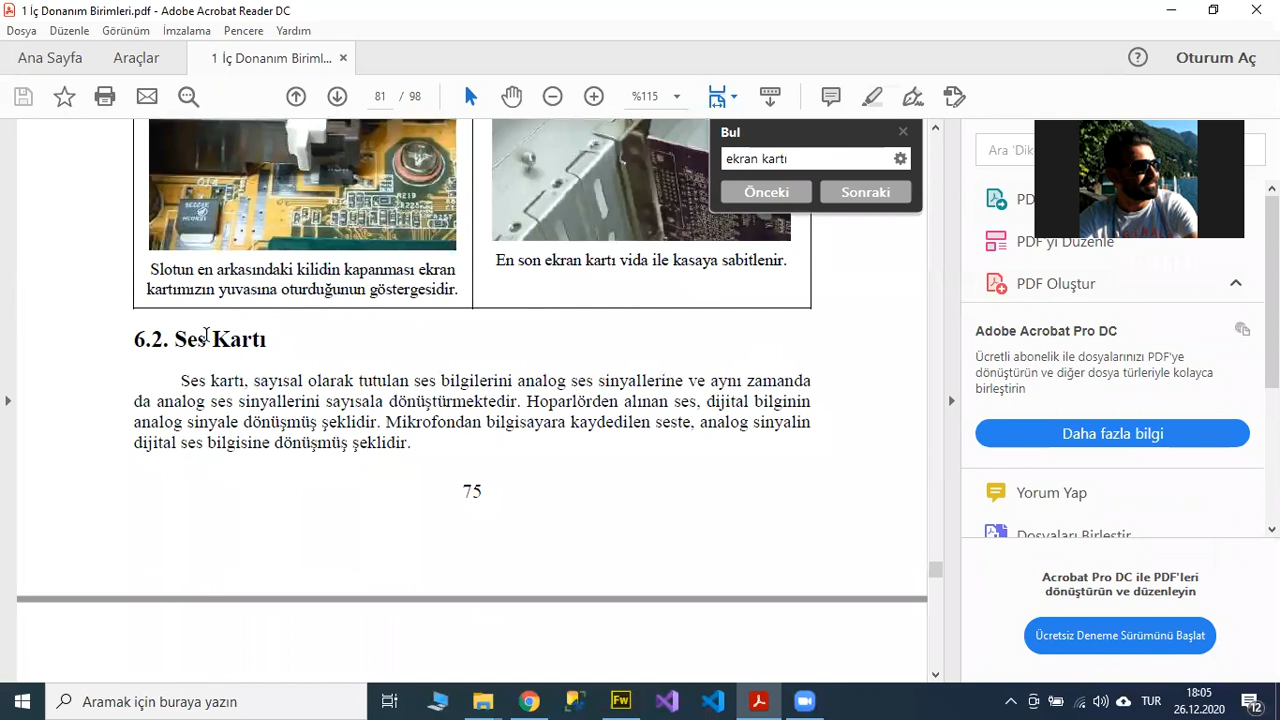 1 İç Donanım Birimleri.pdf - Adobe Acrobat Reader DC
Dosya Düzenle Görünüm İmzalama Pencere Yardım
Ana Sayfa Araçlar 1 İç Donanım Biriml... Oturum Aç
81 / 98 %115
Bul
ekran kartı
Önceki Sonraki
R219
Slotun en arkasındaki kilidin kapanması ekran
kartımızın yuvasına oturduğunun göstergesidir.
En son ekran kartı vida ile kasaya sabitlenir.
6.2. Ses Kartı
Ses kartı, sayısal olarak tutulan ses bilgilerini analog ses sinyallerine ve aynı zamanda
da analog ses sinyallerini sayısala dönüştürmektedir. Hoparlörden alınan ses, dijital bilginin
analog sinyale dönüşmüş şeklidir. Mikrofondan bilgisayara kaydedilen seste, analog sinyalin
dijital ses bilgisine dönüşmüş şeklidir.
75
Ara 'Dik
PD
PDF'yi Düzenle
PDF Oluştur
Adobe Acrobat Pro DC
Ücretli abonelik ile dosyalarınızı PDF'ye
dönüştürün ve diğer dosya türleriyle kolayca
birleştirin
Daha fazla bilgi
Yorum Yap
Dosyaları Birleştir
Acrobat Pro DC ile PDF'leri
dönüştürün ve düzenleyin
Ücretsiz Deneme Sürümünü Başlat
Aramak için buraya yazın
Fw
TUR
18:05
26.12.2020
12